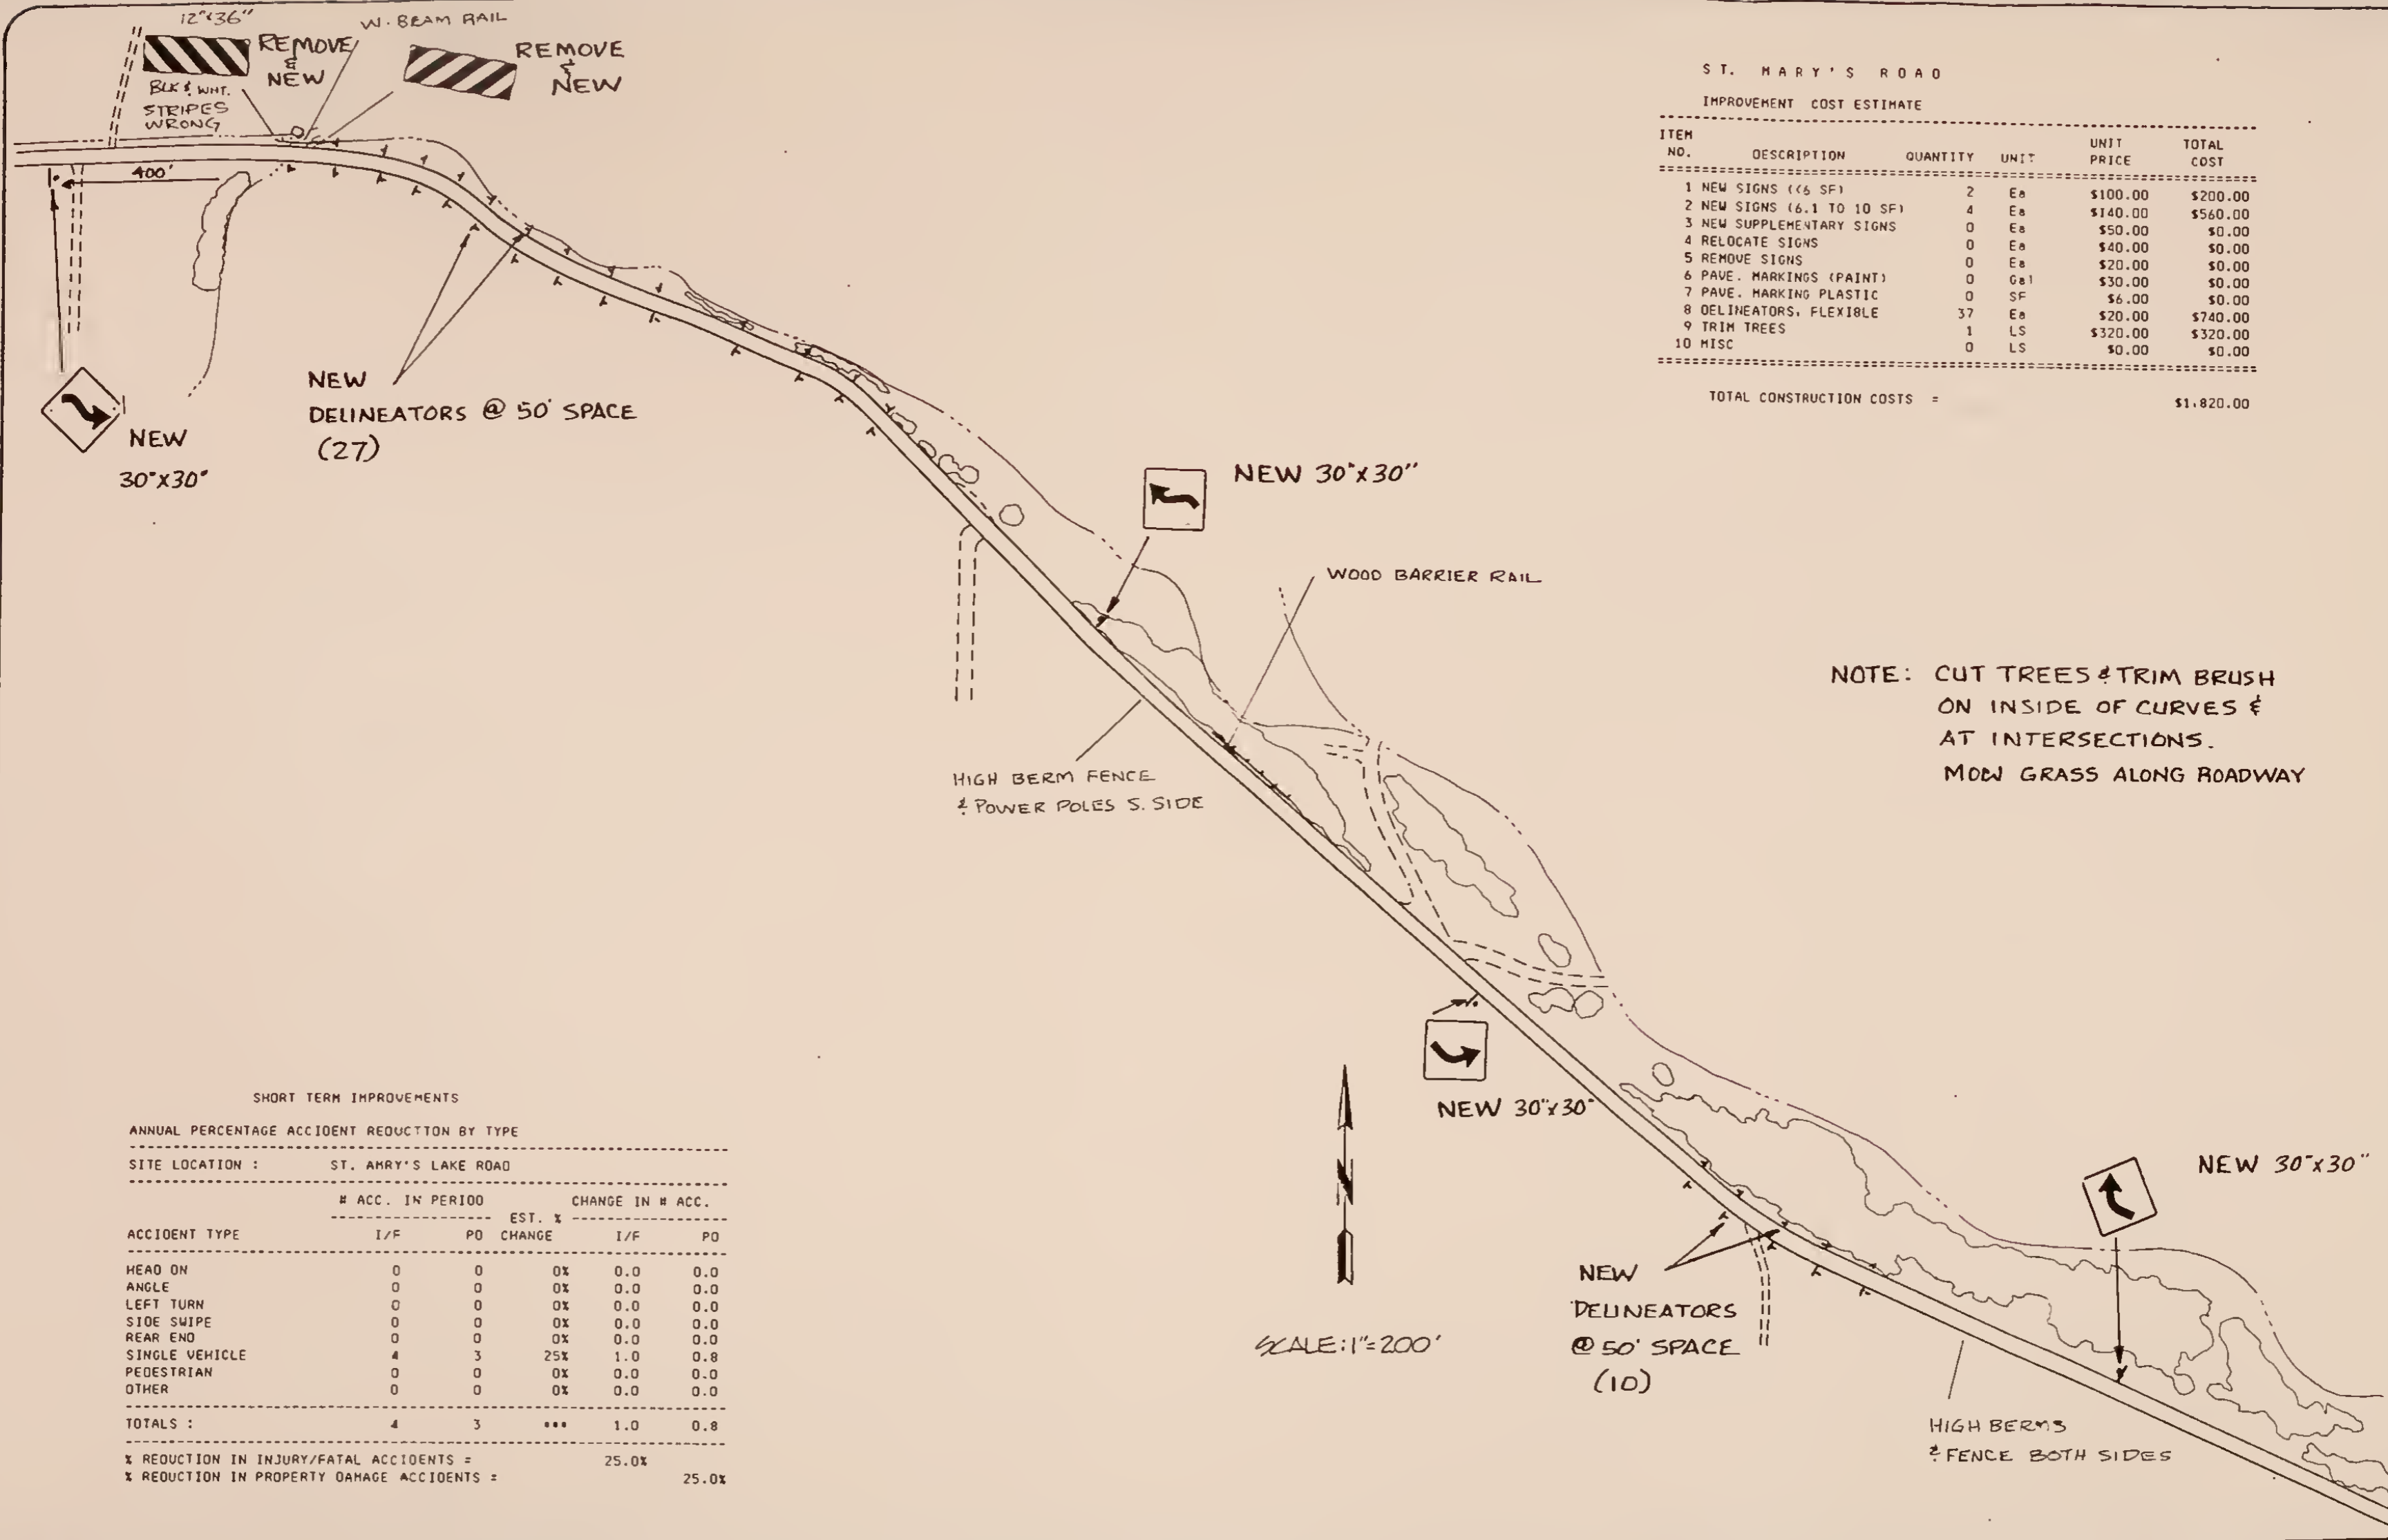 12"x36"
W. BEAM RAIL
REMOVE
&
NEW
REMOVE
&
NEW
BLK & WHT.
STRIPES
WRONG
400'
NEW
30"x30"
NEW
DELINEATORS @ 50' SPACE
(27)
ST. MARY'S ROAD
IMPROVEMENT COST ESTIMATE
ITEM NO. DESCRIPTION QUANTITY UNIT UNIT PRICE TOTAL COST
1 NEW SIGNS ((6 SF) 2 Ea $100.00 $200.00
2 NEW SIGNS (6.1 TO 10 SF) 4 Ea $140.00 $560.00
3 NEW SUPPLEMENTARY SIGNS 0 Ea $50.00 $0.00
4 RELOCATE SIGNS 0 Ea $40.00 $0.00
5 REMOVE SIGNS 0 Ea $20.00 $0.00
6 PAVE. MARKINGS (PAINT) 0 Gal $30.00 $0.00
7 PAVE. MARKING PLASTIC 0 SF $6.00 $0.00
8 DELINEATORS, FLEXIBLE 37 Ea $20.00 $740.00
9 TRIM TREES 1 LS $320.00 $320.00
10 MISC 0 LS $0.00 $0.00
TOTAL CONSTRUCTION COSTS = $1,820.00
NEW 30"x30"
WOOD BARRIER RAIL
NOTE: CUT TREES & TRIM BRUSH
ON INSIDE OF CURVES &
AT INTERSECTIONS.
MOW GRASS ALONG ROADWAY
HIGH BERM FENCE
& POWER POLES S. SIDE
NEW 30"x30"
N
SCALE: 1"=200'
NEW
DELINEATORS
@ 50' SPACE
(10)
NEW 30"x30"
HIGH BERMS
& FENCE BOTH SIDES
SHORT TERM IMPROVEMENTS
ANNUAL PERCENTAGE ACCIDENT REDUCTION BY TYPE
SITE LOCATION : ST. AMRY'S LAKE ROAD
# ACC. IN PERIOD CHANGE IN # ACC.
EST. %
ACCIDENT TYPE I/F PD CHANGE I/F PD
HEAD ON 0 0 0% 0.0 0.0
ANGLE 0 0 0% 0.0 0.0
LEFT TURN 0 0 0% 0.0 0.0
SIDE SWIPE 0 0 0% 0.0 0.0
REAR END 0 0 0% 0.0 0.0
SINGLE VEHICLE 4 3 25% 1.0 0.8
PEDESTRIAN 0 0 0% 0.0 0.0
OTHER 0 0 0% 0.0 0.0
TOTALS : 4 3 *** 1.0 0.8
% REDUCTION IN INJURY/FATAL ACCIDENTS = 25.0%
% REDUCTION IN PROPERTY DAMAGE ACCIDENTS = 25.0%